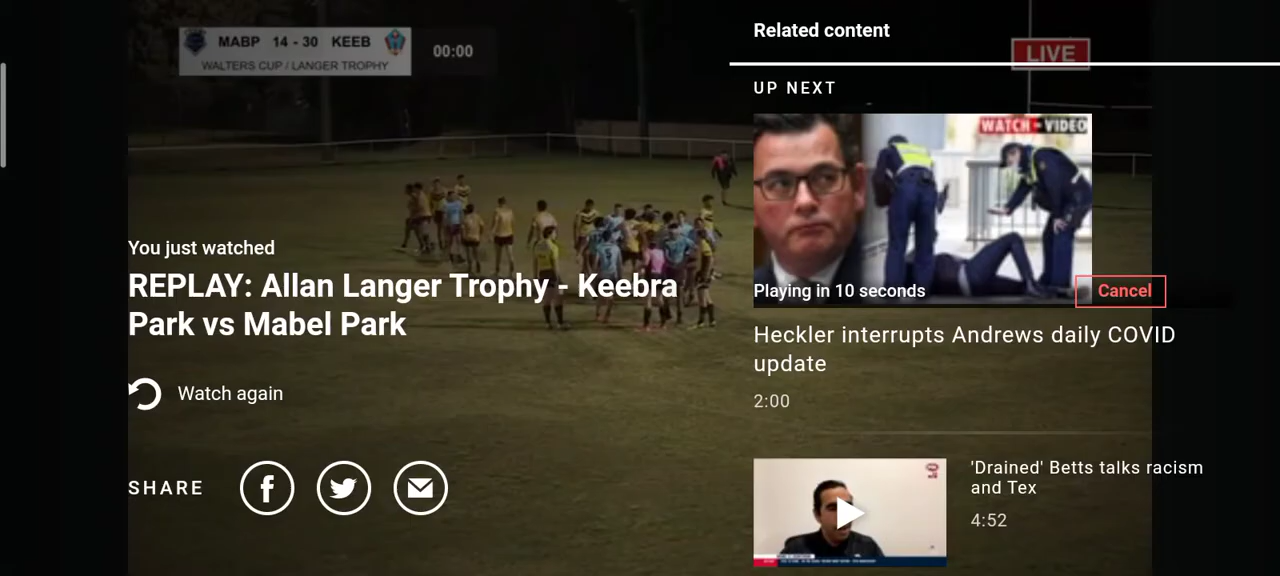 MABP 14 - 30 KEEB
WALTERS CUP / LANGER TROPHY
00:00
LIVE
You just watched
REPLAY: Allan Langer Trophy - Keebra
Park vs Mabel Park
Watch again
SHARE
Related content
UP NEXT
WATCH - VIDEO
Playing in 10 seconds
Cancel
Heckler interrupts Andrews daily COVID
update
2:00
'Drained' Betts talks racism
and Tex
4:52